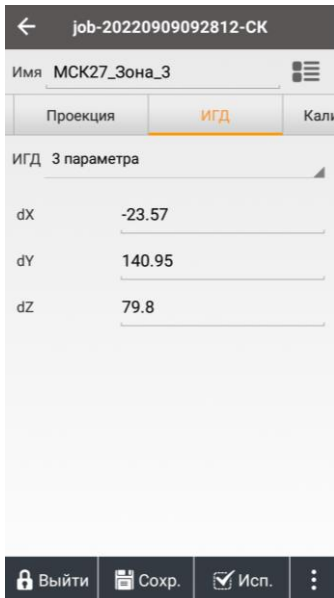 job-20220909092812-СК
Имя МСК27_Зона_3
Проекция ИГД Кали
ИГД 3 параметра
dX -23.57
dY 140.95
dZ 79.8
Выйти Сохр. Исп.